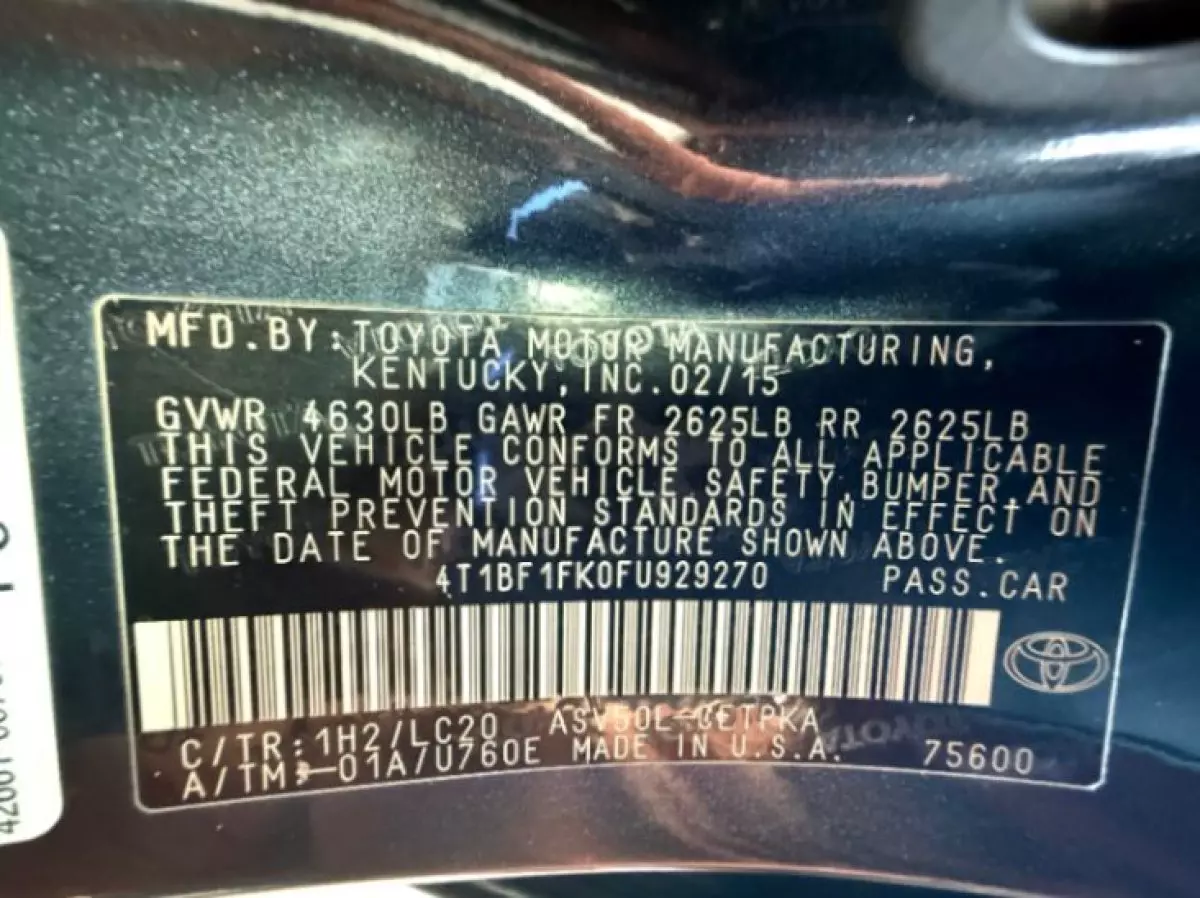 MFD.BY:TOYOTA MOTOR MANUFACTURING,
KENTUCKY,INC.02/15
GVWR 4630LB GAWR FR 2625LB RR 2625LB
THIS VEHICLE CONFORMS TO ALL APPLICABLE
FEDERAL MOTOR VEHICLE SAFETY,BUMPER,AND
THEFT PREVENTION STANDARDS IN EFFECT ON
THE DATE OF MANUFACTURE SHOWN ABOVE.
4T1BF1FK0FU929270 PASS.CAR
C/TR:1H2/LC20 ASV50L-CETPKA
A/TM:-01A/U760E MADE IN U.S.A. 75600